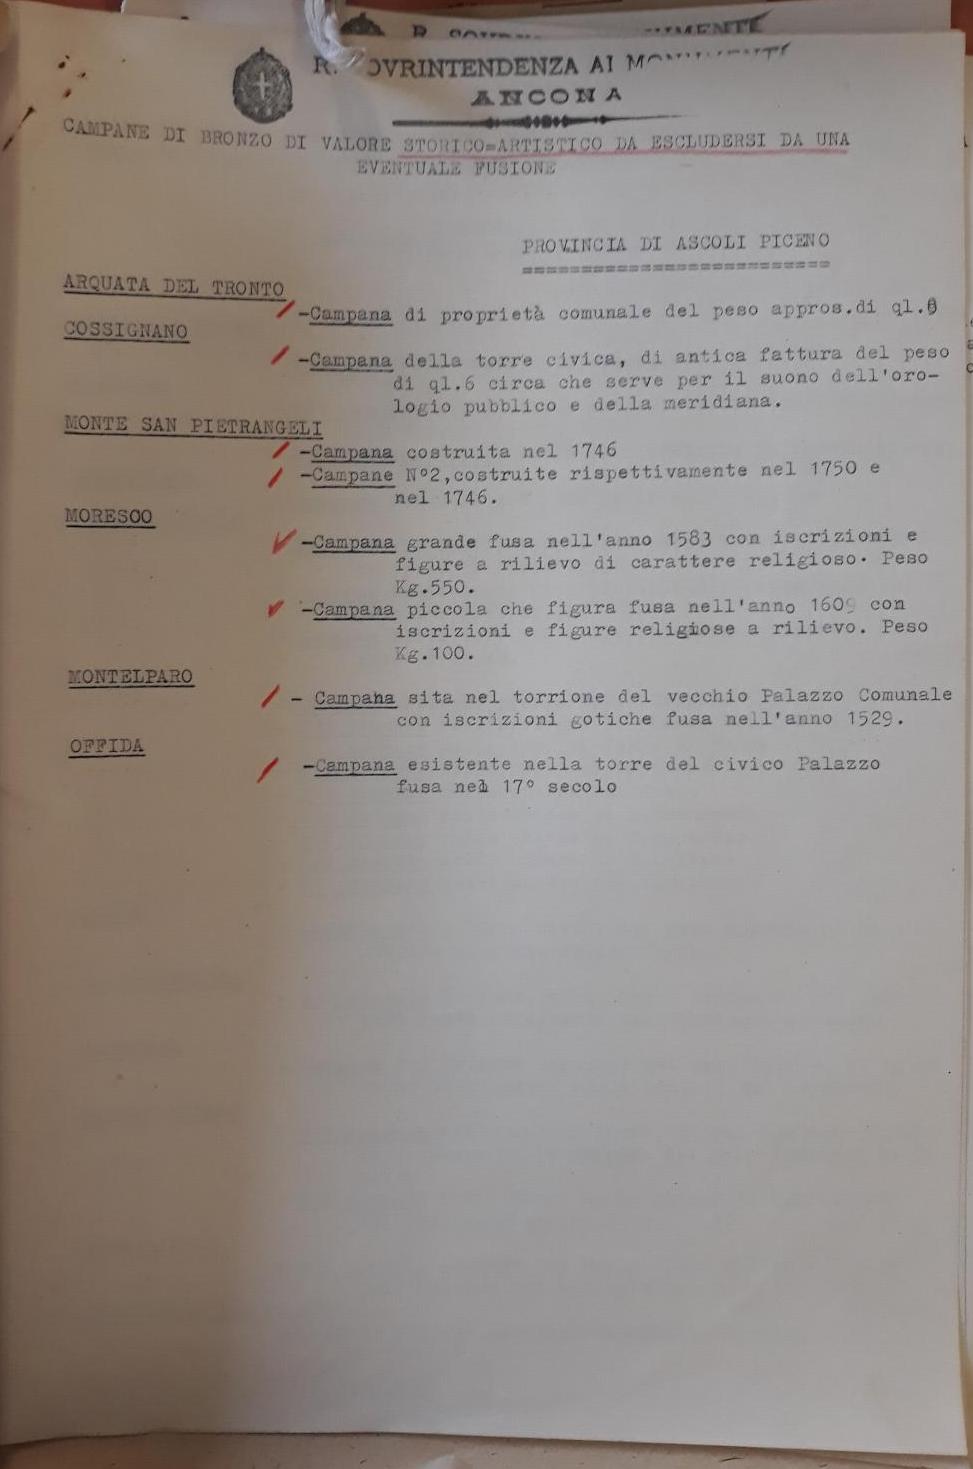 R. SOVRINTENDENZA AI MONUMENTI
ANCONA
CAMPANE DI BRONZO DI VALORE STORICO=ARTISTICO DA ESCLUDERSI DA UNA
EVENTUALE FUSIONE
PROVINCIA DI ASCOLI PICENO
==========================
ARQUATA DEL TRONTO
-Campana di proprietà comunale del peso appros.di ql.
COSSIGNANO
-Campana della torre civica, di antica fattura del peso
di ql.6 circa che serve per il suono dell'oro-
logio pubblico e della meridiana.
MONTE SAN PIETRANGELI
-Campana costruita nel 1746
-Campane N°2,costruite rispettivamente nel 1750 e
nel 1746.
MORESCO
-Campana grande fusa nell'anno 1583 con iscrizioni e
figure a rilievo di carattere religioso. Peso
Kg.550.
-Campana piccola che figura fusa nell'anno 1609 con
iscrizioni e figure religiose a rilievo. Peso
Kg.100.
MONTELPARO
- Campana sita nel torrione del vecchio Palazzo Comunale
con iscrizioni gotiche fusa nell'anno 1529.
OFFIDA
-Campana esistente nella torre del civico Palazzo
fusa nel 17° secolo